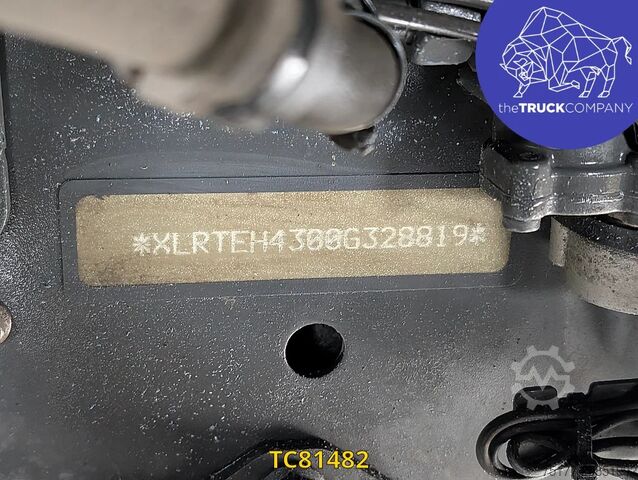 theTRUCKCOMPANY
*XLRTEH4300G328819*
TC81482